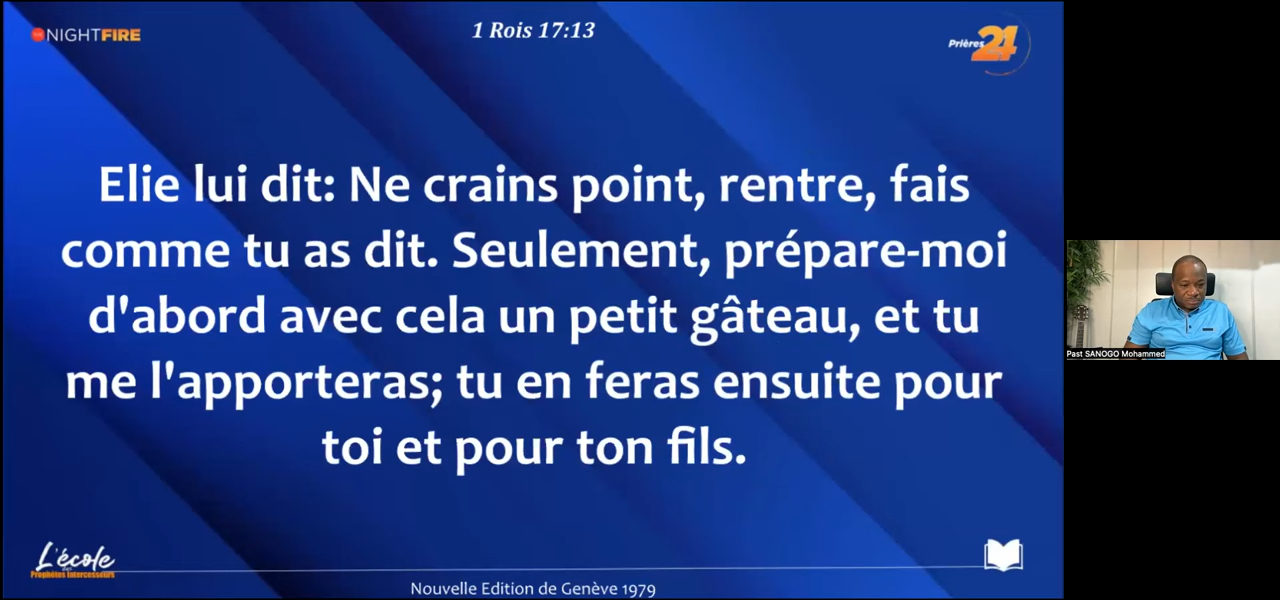 NIGHTFIRE
1 Rois 17:13
Prières 24
Elie lui dit: Ne crains point, rentre, fais
comme tu as dit. Seulement, prépare-moi
d'abord avec cela un petit gâteau, et tu
me l'apporteras; tu en feras ensuite pour
toi et pour ton fils.
Past SANOGO Mohammed
L'école
des
Prophètes Intercesseurs
Nouvelle Edition de Genève 1979